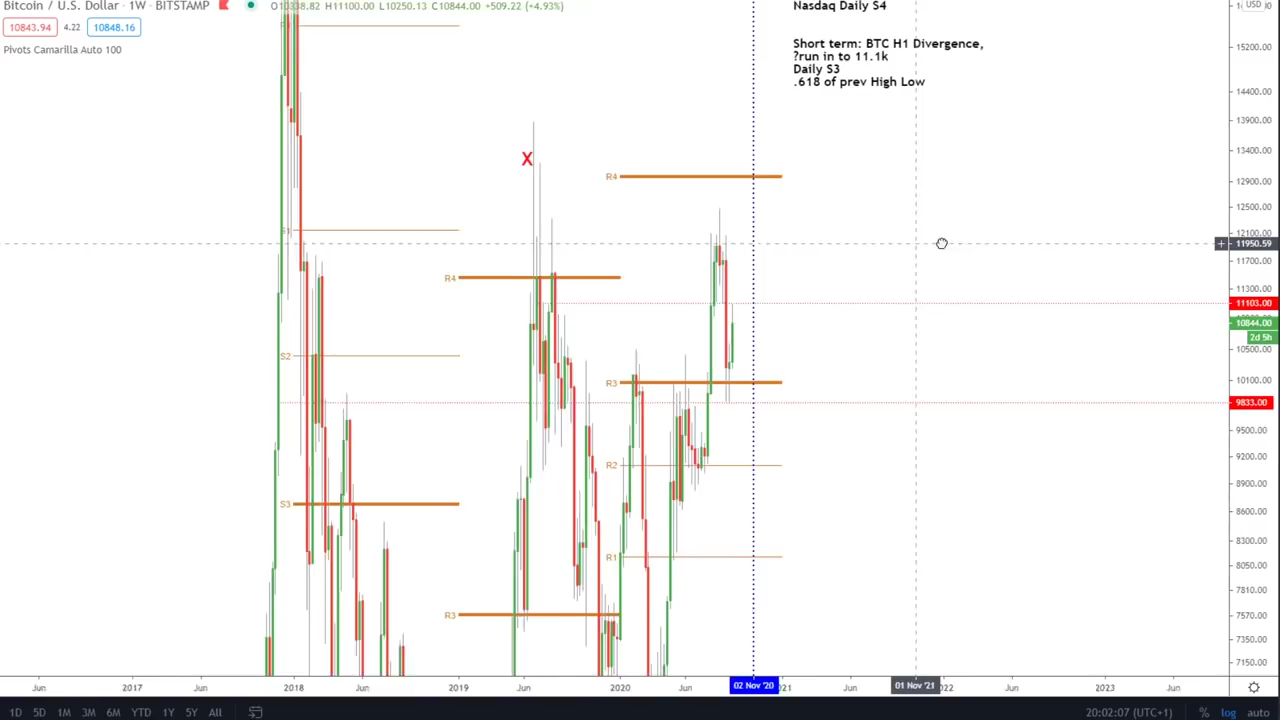 Bitcoin / U.S. Dollar · 1W · BITSTAMP
O10338.82 H11100.00 L10250.13 C10844.00 +509.22 (+4.93%)
10843.94 4.22 10848.16
Pivots Camarilla Auto 100
Nasdaq Daily S4
Short term: BTC H1 Divergence,
?run in to 11.1k
Daily S3
.618 of prev High Low
USD
15200.00
14400.00
13900.00
13400.00
12900.00
12500.00
12100.00
11950.59
11700.00
11300.00
11103.00
10844.00
2d 5h
10500.00
10100.00
9833.00
9500.00
9200.00
8900.00
8600.00
8300.00
8050.00
7810.00
7570.00
7350.00
7150.00
X
S1
S2
S3
R4
R3
R4
R3
R2
R1
Jun 2017 Jun 2018 Jun 2019 Jun 2020 Jun 02 Nov '20 Jun 01 Nov '21 Jun 2023 Jun
1D 5D 1M 3M 6M YTD 1Y 5Y All
20:02:07 (UTC+1) % log auto